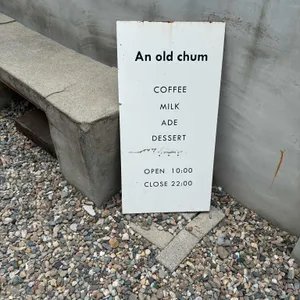 An old chum
COFFEE
MILK
ADE
DESSERT
OPEN 10:00
CLOSE 22:00